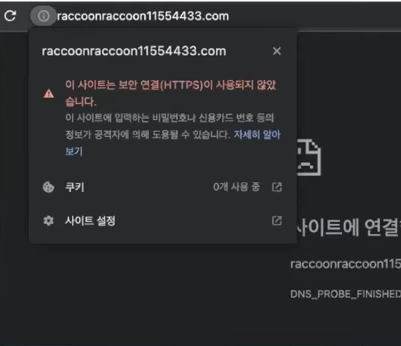 raccoonraccoon11554433.com
raccoonraccoon11554433.com
이 사이트는 보안 연결(HTTPS)이 사용되지 않았
습니다.
이 사이트에 입력하는 비밀번호나 신용카드 번호 등의
정보가 공격자에 의해 도용될 수 있습니다. 자세히 알아
보기
쿠키
0개 사용 중
사이트 설정
사이트에 연결
raccoonraccoon115
DNS_PROBE_FINISHED